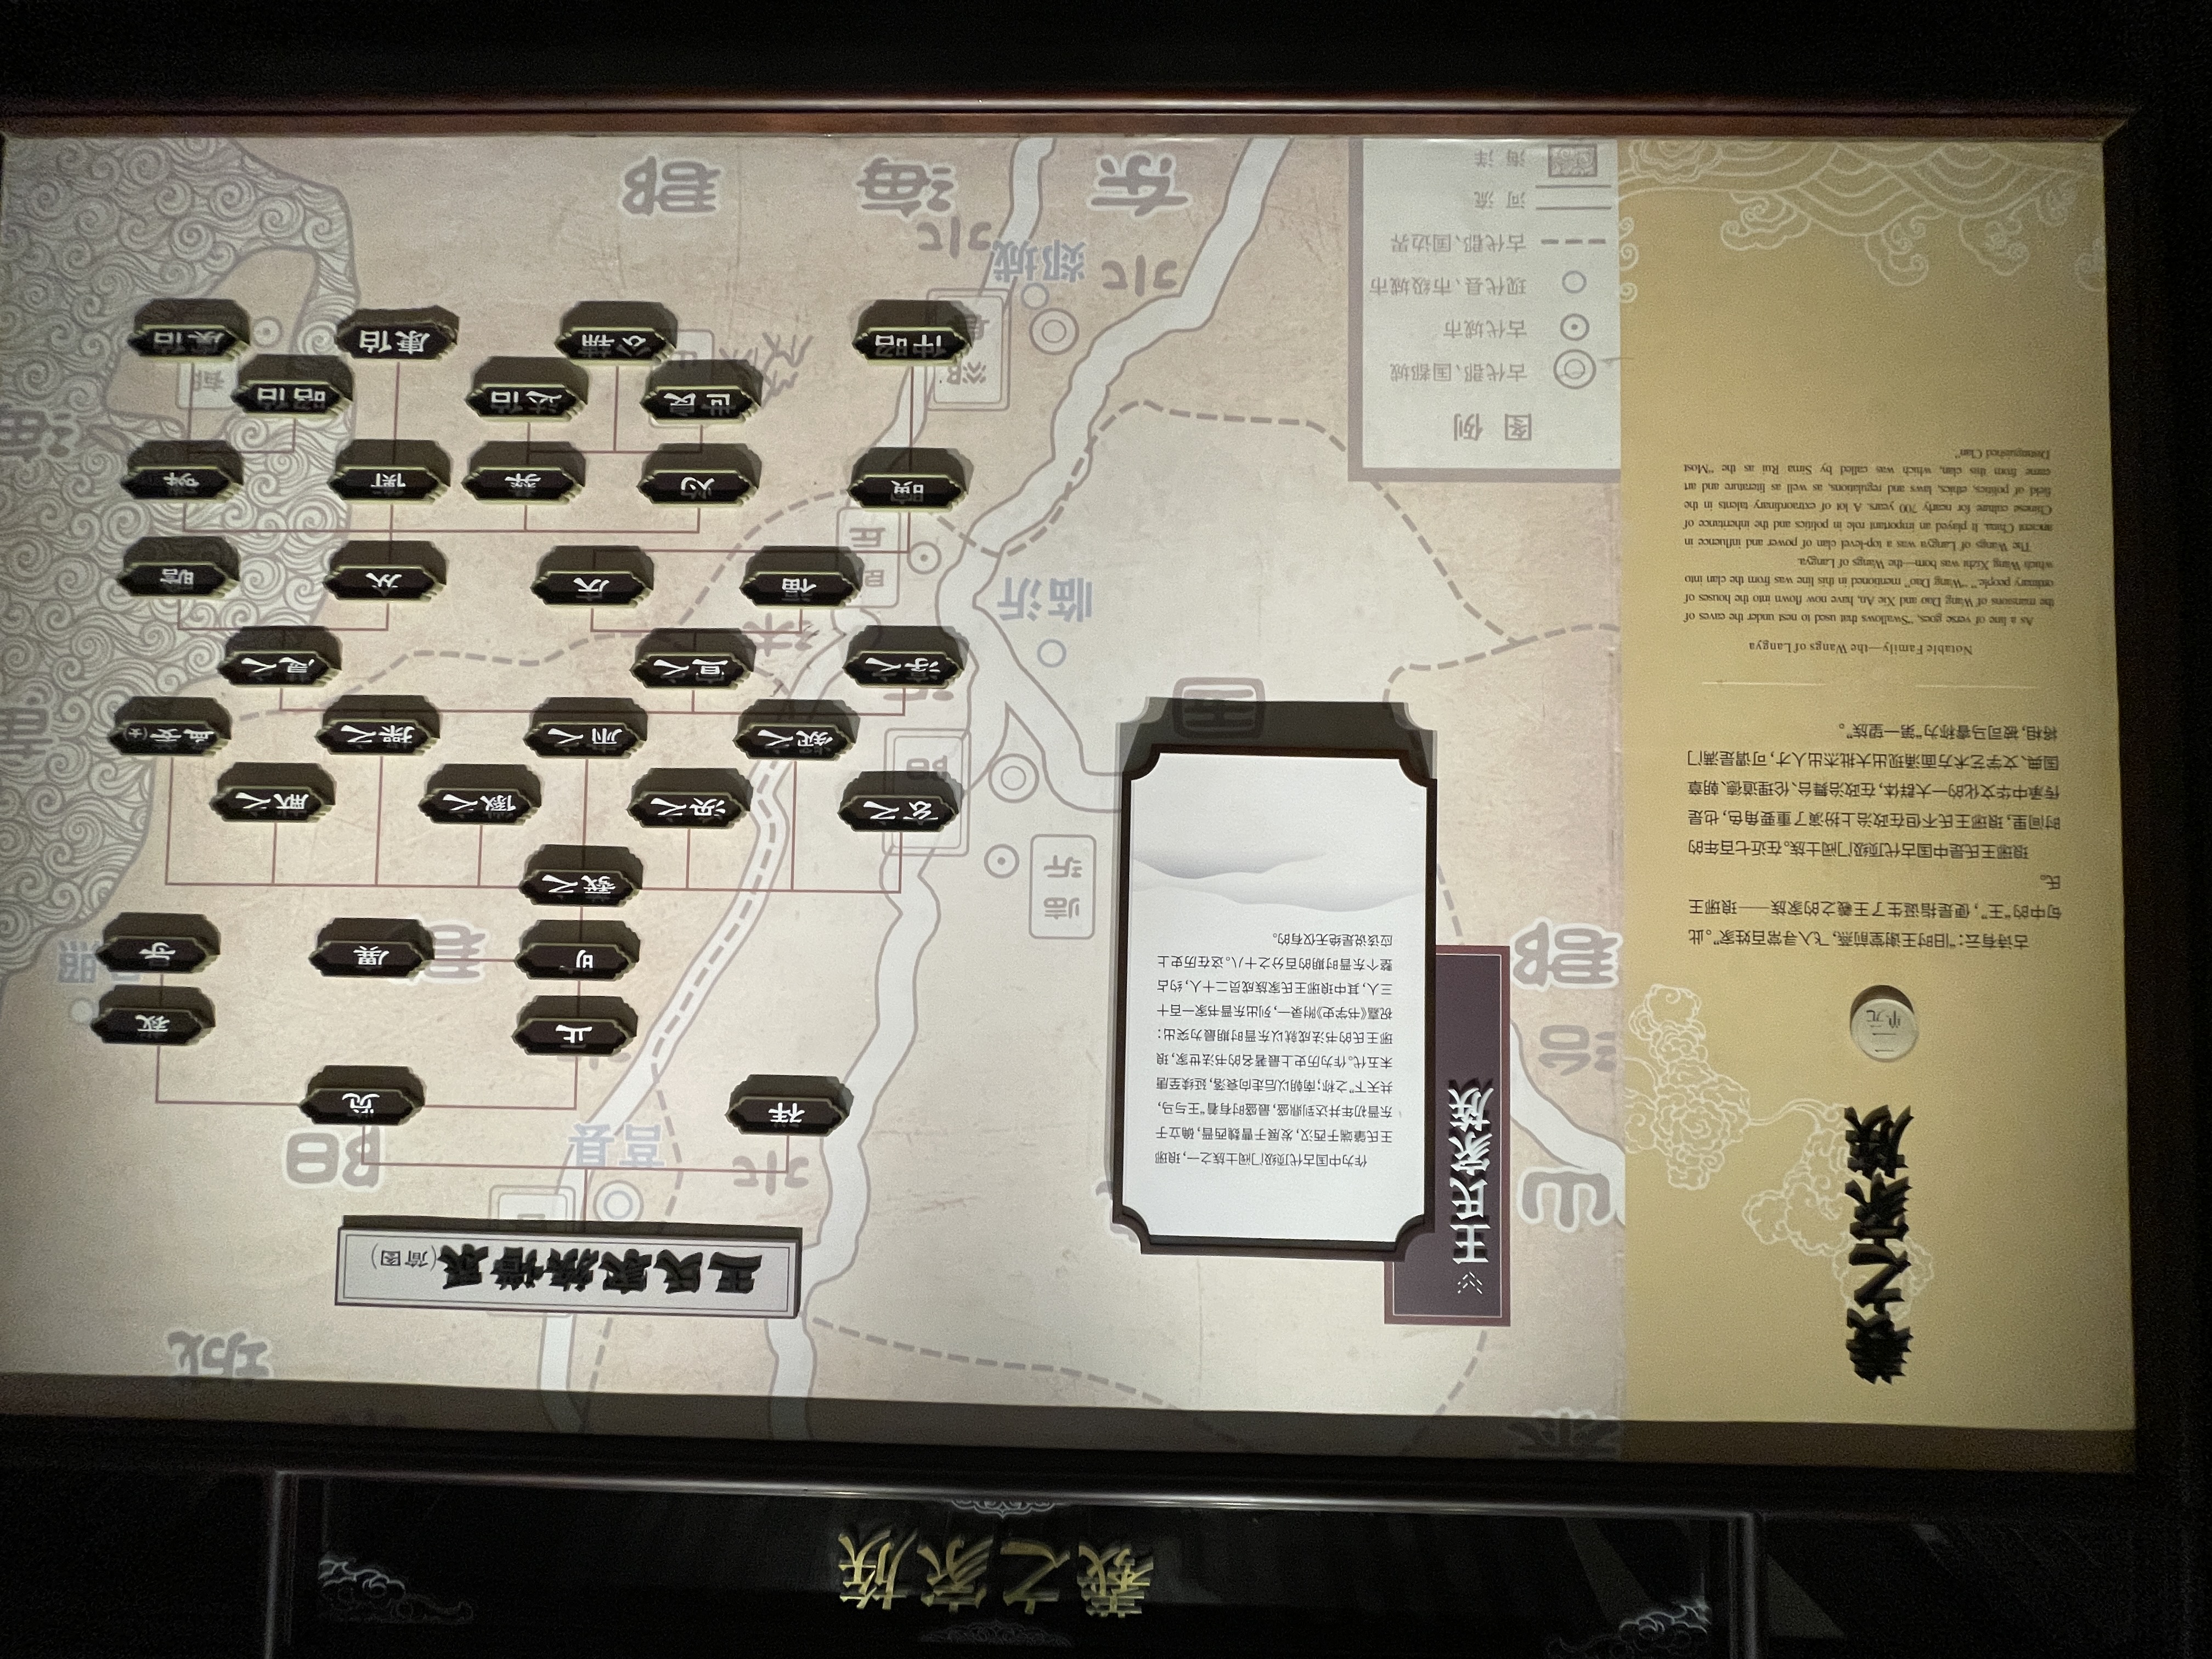 羲之家族
羲之家族
二
单元
古诗有云：“旧时王谢堂前燕，飞入寻常百姓家”。此
句中的“王”，便是指诞生了王羲之的家族——琅琊王
氏。
琅琊王氏是中国古代顶级门阀士族。在近七百年的
时间里，琅琊王氏不但在政治上扮演了重要角色，也是
传承中华文化的一大群体，在政治舞台、伦理道德、朝章
国典、文学艺术方面涌现出大批杰出人才，可谓是满门
将相，被司马睿称为“第一望族”。
Notable Family—the Wangs of Langya
As a line of verse goes, “Swallows that used to nest under the eaves of
the mansions of Wang Dao and Xie An, have now flown into the houses of
ordinary people.” “Wang Dao” mentioned in this line was from the clan into
which Wang Xizhi was born—the Wangs of Langya.
The Wangs of Langya was a top-level clan of power and influence in
ancient China. It played an important role in politics and the inheritance of
Chinese culture for nearly 700 years. A lot of extraordinary talents in the
field of politics, ethics, laws and regulations, as well as literature and art
came from this clan, which was called by Sima Rui as the “Most
Distinguished Clan”.
王氏家族
作为中国古代顶级门阀士族之一，琅琊
王氏肇端于西汉，发展于曹魏西晋，确立于
东晋初年并达到鼎盛，最盛时有着“王与马，
共天下”之称；南朝以后走向衰落，延续至唐
末五代。作为历史上最著名的书法世家，琅
琊王氏的书法成就以东晋时期最为突出：
祝嘉《书学史》附录一，列出东晋书家一百十
三人，其中琅琊王氏家族成员二十人，约占
整个东晋时期的百分之十八。这在历史上
应该说是绝无仅有的。
王氏家族谱系（简图）
祥
览
正
裁
旷
廙
导
羲之
玄之
涣之
徽之
献之
凝之
肃之
操之
孟姜（女）
淳之
宣之
福
庆
从
瞻
灼
彝
衡
世良
达伯
昭伯
仲昭
公辅
康伯
虞伯
泰
山
治
郡
城
水
莒县
阳
郡
照
临
沂
阳
国
临沂
沂
沭
丘
海
水
郯城
水
东 海 郡
图 例
古代郡、国都城
古代城市
现代县、市级城市
古代郡、国边界
河 流
海 洋